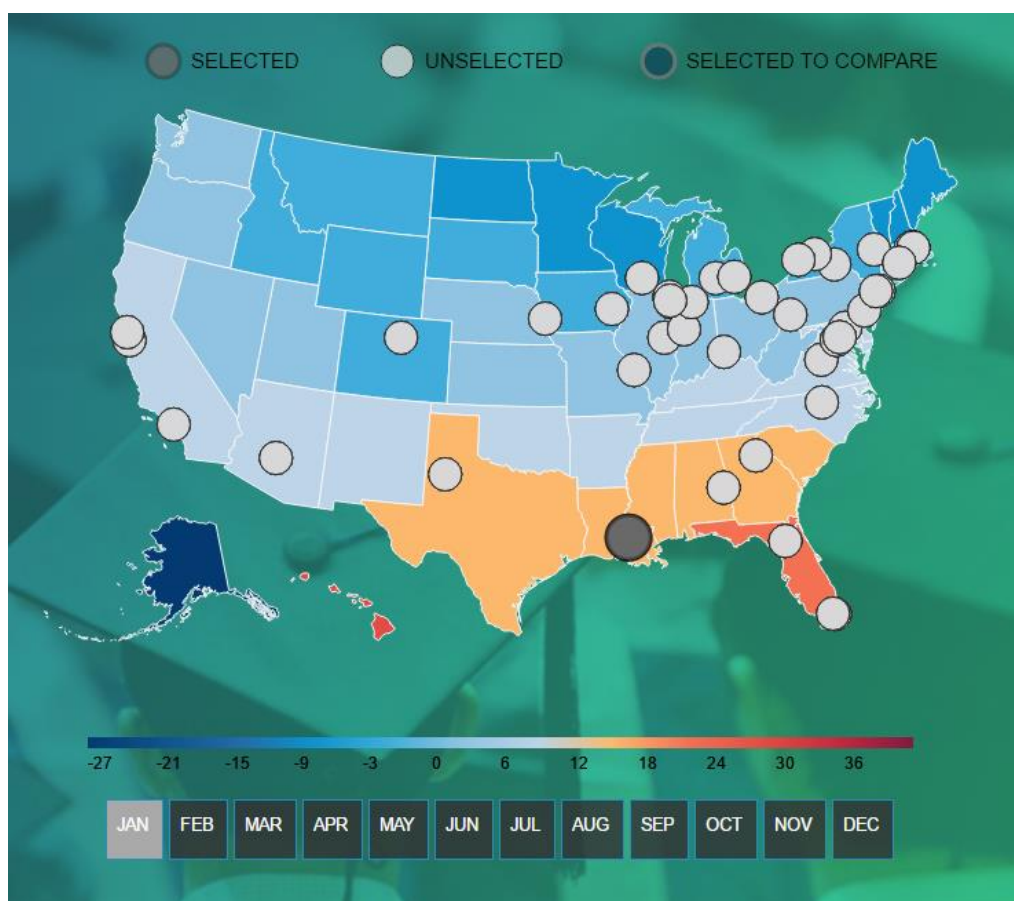 SELECTED UNSELECTED SELECTED TO COMPARE
-27 -21 -15 -9 -3 0 6 12 18 24 30 36
JAN FEB MAR APR MAY JUN JUL AUG SEP OCT NOV DEC